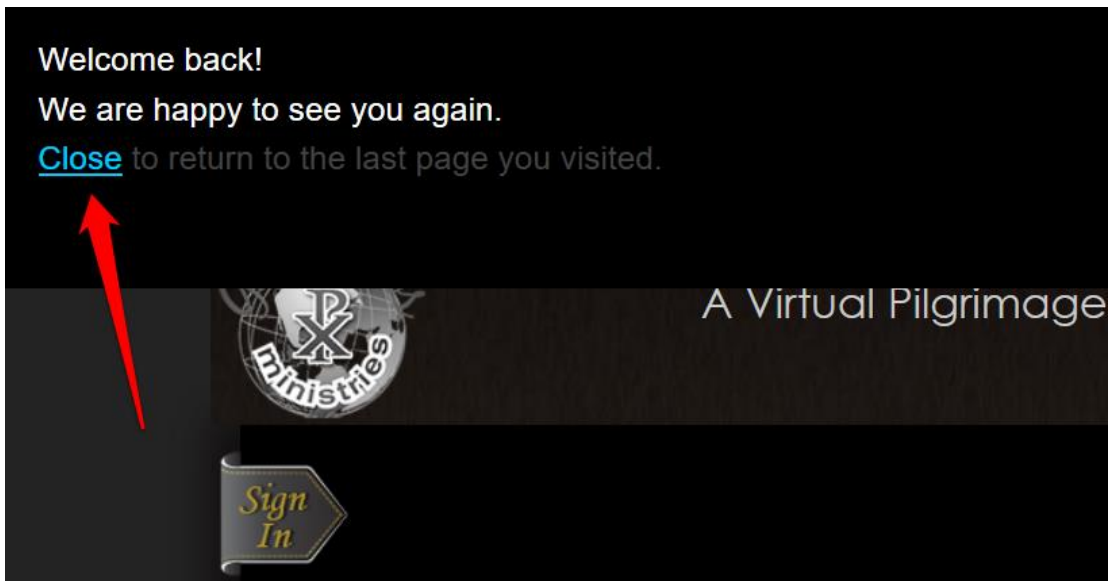 Welcome back!
We are happy to see you again.
Close to return to the last page you visited.
A Virtual Pilgrimage
PX
ministries
Sign
In